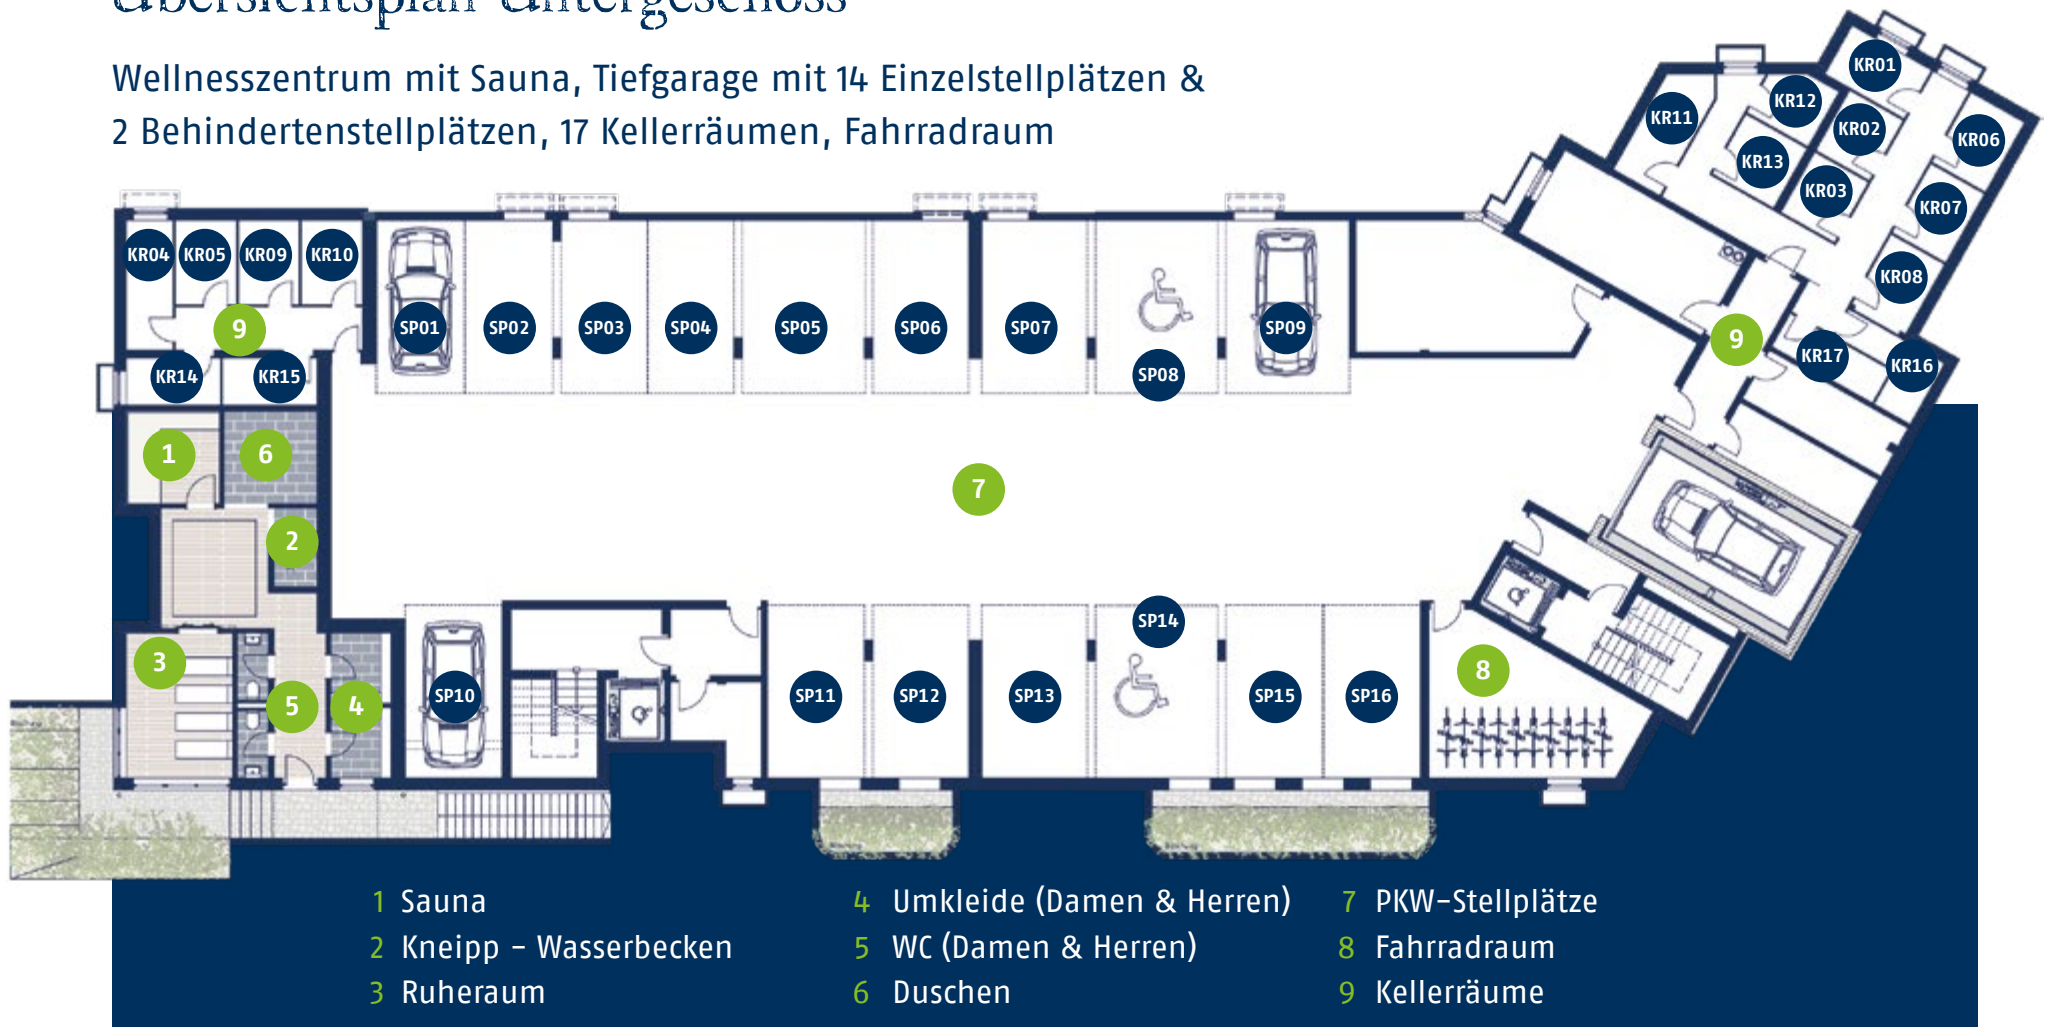 Übersichtsplan Untergeschoss
Wellnesszentrum mit Sauna, Tiefgarage mit 14 Einzelstellplätzen &
2 Behindertenstellplätzen, 17 Kellerräumen, Fahrradraum
KR01
KR12
KR11
KR02
KR06
KR13
KR03
KR07
KR04 KR05 KR09 KR10
KR08
9
SP01 SP02 SP03 SP04 SP05 SP06 SP07 SP09
9
KR17
KR16
KR14 KR15
SP08
1
6
7
2
SP14
3
8
5
4
SP10
SP11 SP12 SP13 SP15 SP16
1 Sauna
2 Kneipp - Wasserbecken
3 Ruheraum
4 Umkleide (Damen & Herren)
5 WC (Damen & Herren)
6 Duschen
7 PKW-Stellplätze
8 Fahrradraum
9 Kellerräume